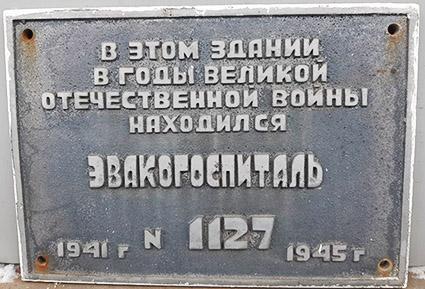 В ЭТОМ ЗДАНИИ
В ГОДЫ ВЕЛИКОЙ
ОТЕЧЕСТВЕННОЙ ВОЙНЫ
НАХОДИЛСЯ
ЭВАКОГОСПИТАЛЬ
1941 г N 1127 1945 г